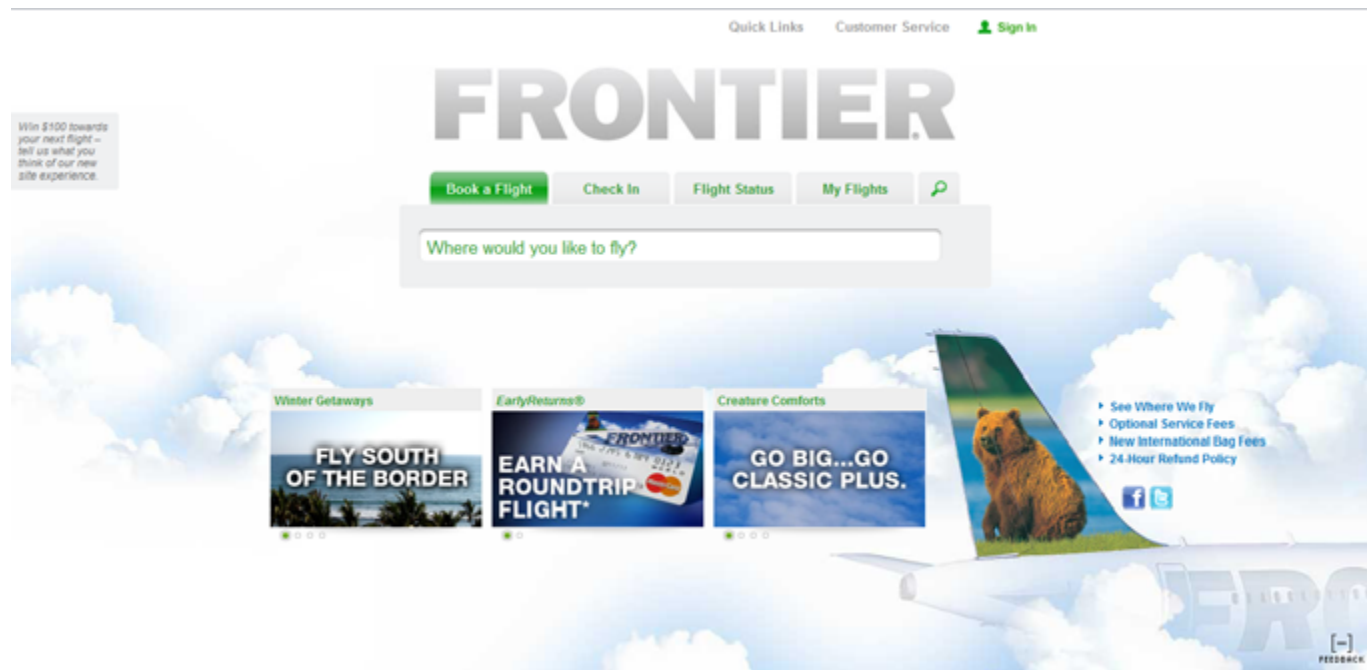 Quick Links Customer Service Sign In
FRONTIER
Win $100 towards
your next flight –
tell us what you
think of our new
site experience.
Book a Flight Check In Flight Status My Flights
Where would you like to fly?
Winter Getaways
FLY SOUTH
OF THE BORDER
EarlyReturns®
FRONTIER
EARN A
ROUNDTRIP
FLIGHT*
Creature Comforts
GO BIG...GO
CLASSIC PLUS.
See Where We Fly
Optional Service Fees
New International Bag Fees
24-Hour Refund Policy
FRO
[–]
FEEDBACK